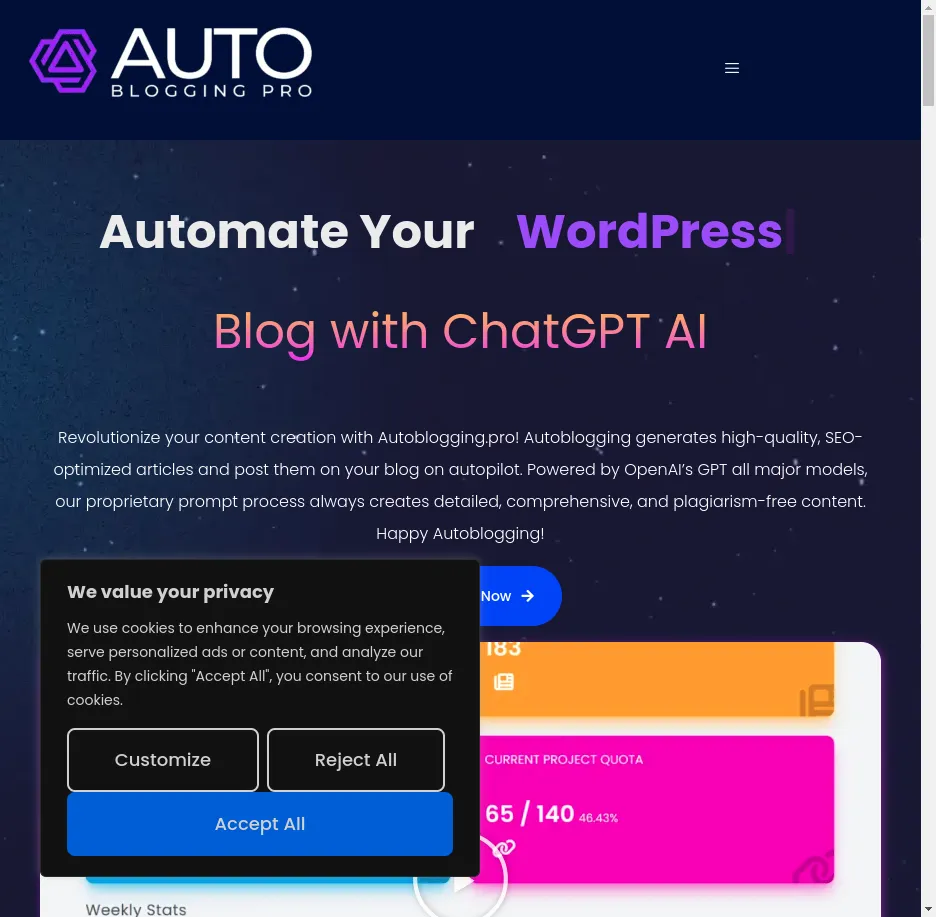 AUTO
BLOGGING PRO
Automate Your WordPress
Blog with ChatGPT AI
Revolutionize your content creation with Autoblogging.pro! Autoblogging generates high-quality, SEO-
optimized articles and post them on your blog on autopilot. Powered by OpenAI’s GPT all major models,
our proprietary prompt process always creates detailed, comprehensive, and plagiarism-free content.
Happy Autoblogging!
Now
183
We value your privacy
We use cookies to enhance your browsing experience,
serve personalized ads or content, and analyze our
traffic. By clicking "Accept All", you consent to our use of
cookies.
Customize
Reject All
Accept All
CURRENT PROJECT QUOTA
65 / 140 46.43%
Weekly Stats